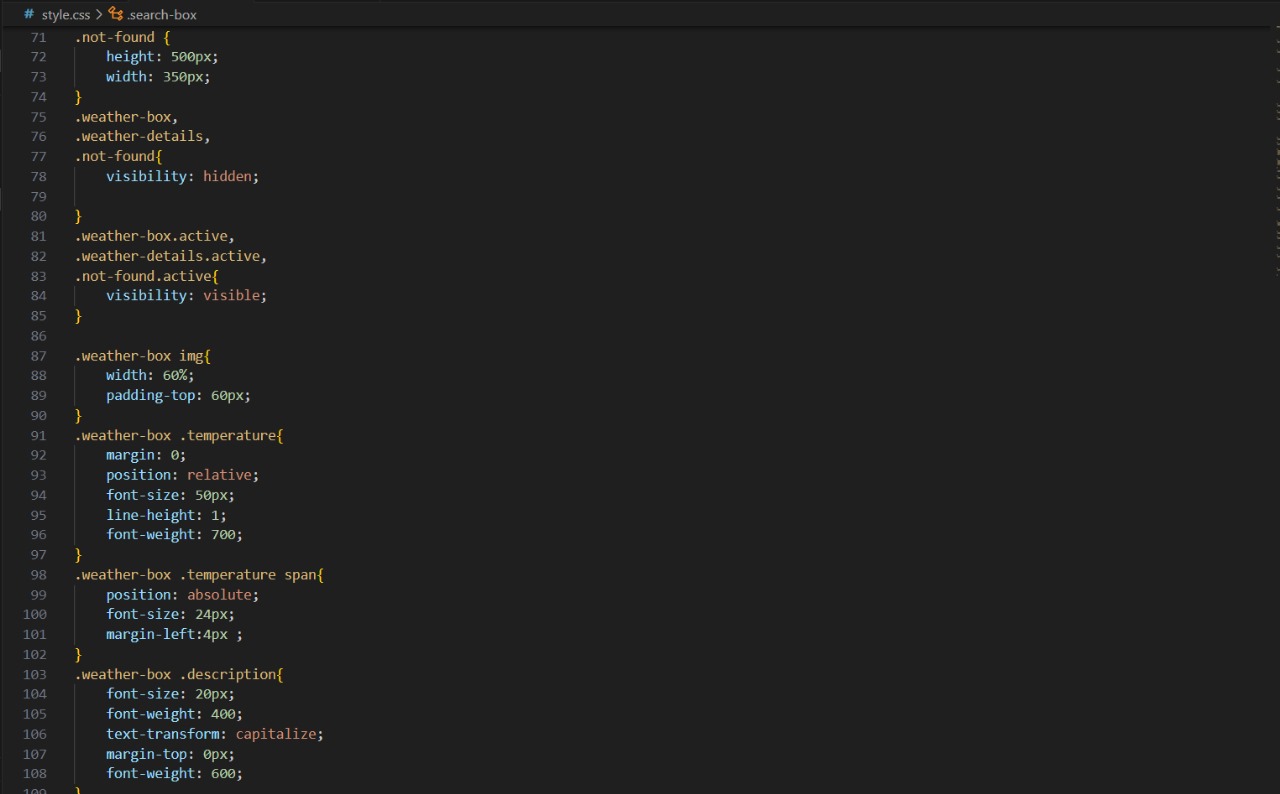 # style.css > .search-box
71 .not-found {
72 height: 500px;
73 width: 350px;
74 }
75 .weather-box,
76 .weather-details,
77 .not-found{
78 visibility: hidden;
79
80 }
81 .weather-box.active,
82 .weather-details.active,
83 .not-found.active{
84 visibility: visible;
85 }
86
87 .weather-box img{
88 width: 60%;
89 padding-top: 60px;
90 }
91 .weather-box .temperature{
92 margin: 0;
93 position: relative;
94 font-size: 50px;
95 line-height: 1;
96 font-weight: 700;
97 }
98 .weather-box .temperature span{
99 position: absolute;
100 font-size: 24px;
101 margin-left:4px ;
102 }
103 .weather-box .description{
104 font-size: 20px;
105 font-weight: 400;
106 text-transform: capitalize;
107 margin-top: 0px;
108 font-weight: 600;
109 }